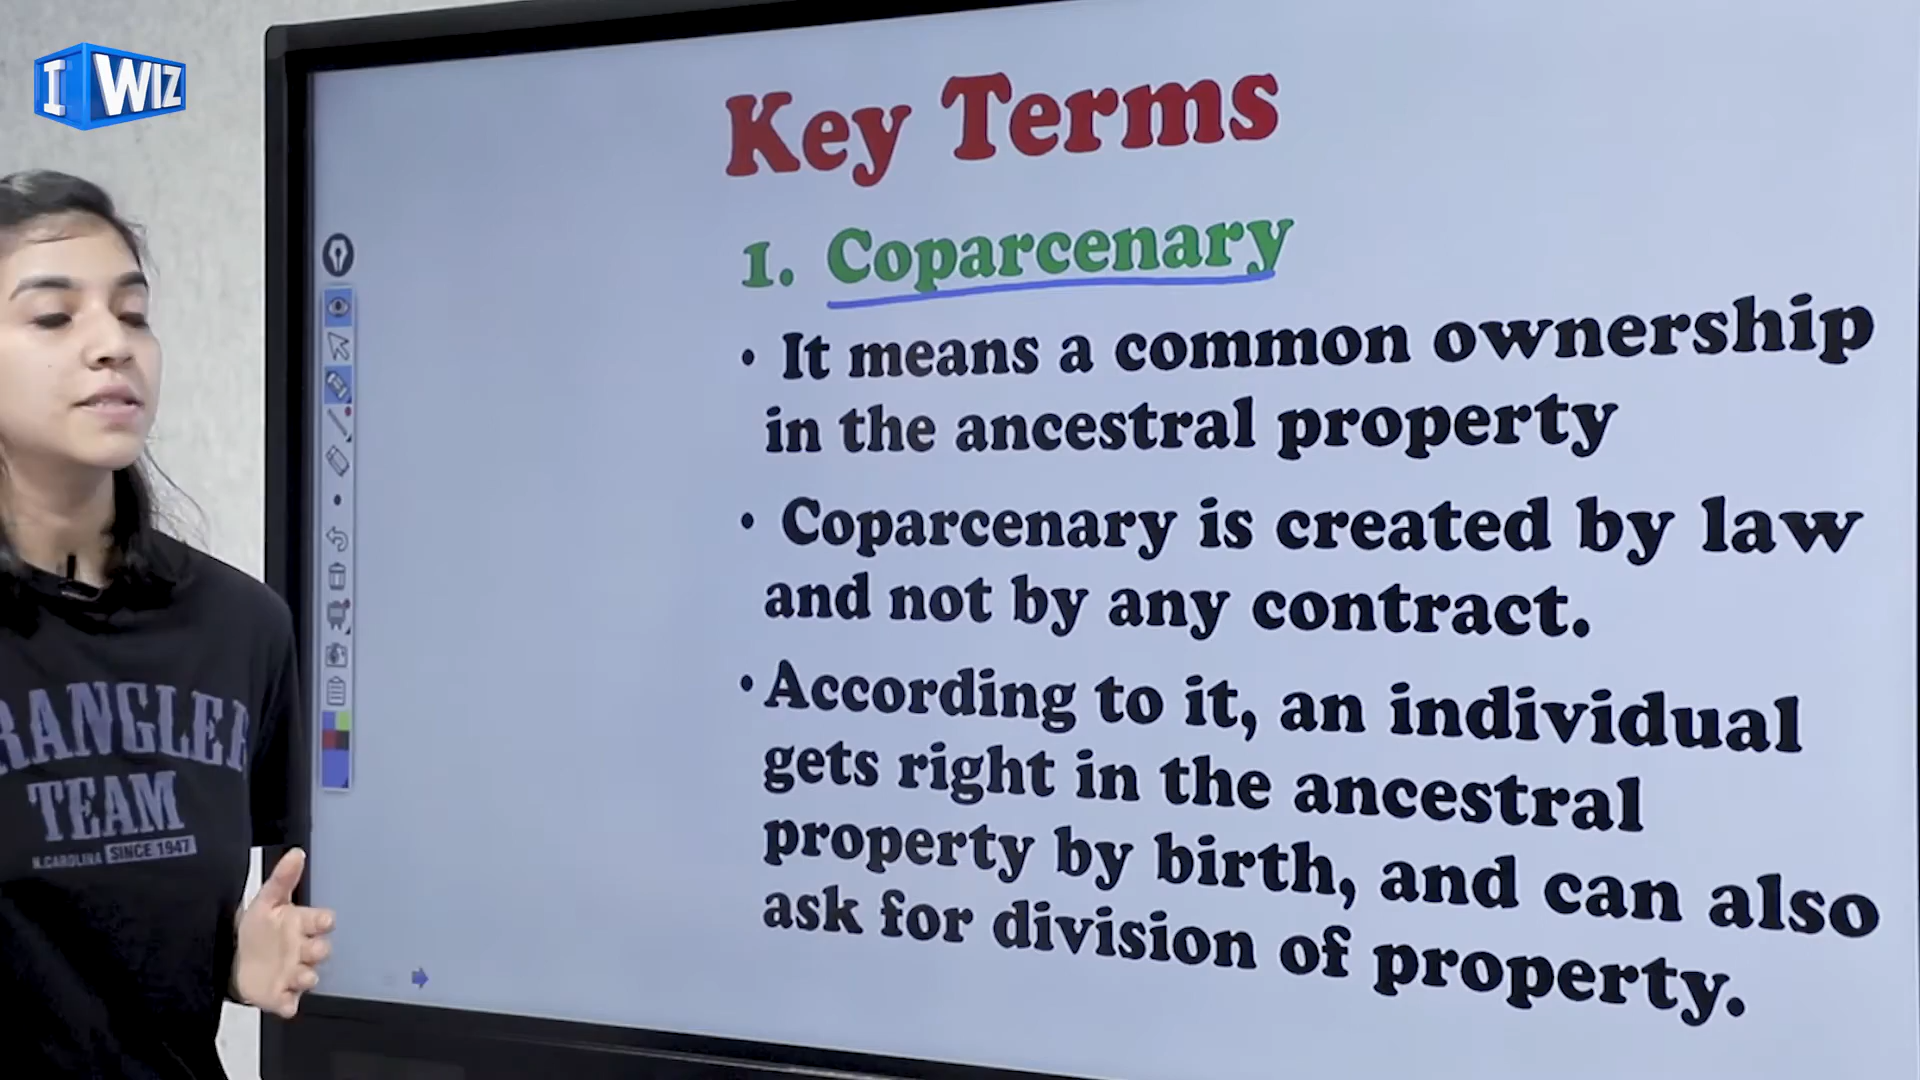 I WIZ
Key Terms
1. Coparcenary
• It means a common ownership
in the ancestral property
• Coparcenary is created by law
and not by any contract.
• According to it, an individual
gets right in the ancestral
property by birth, and can also
ask for division of property.
RANGLER
TEAM
N.CAROLINA SINCE 1947